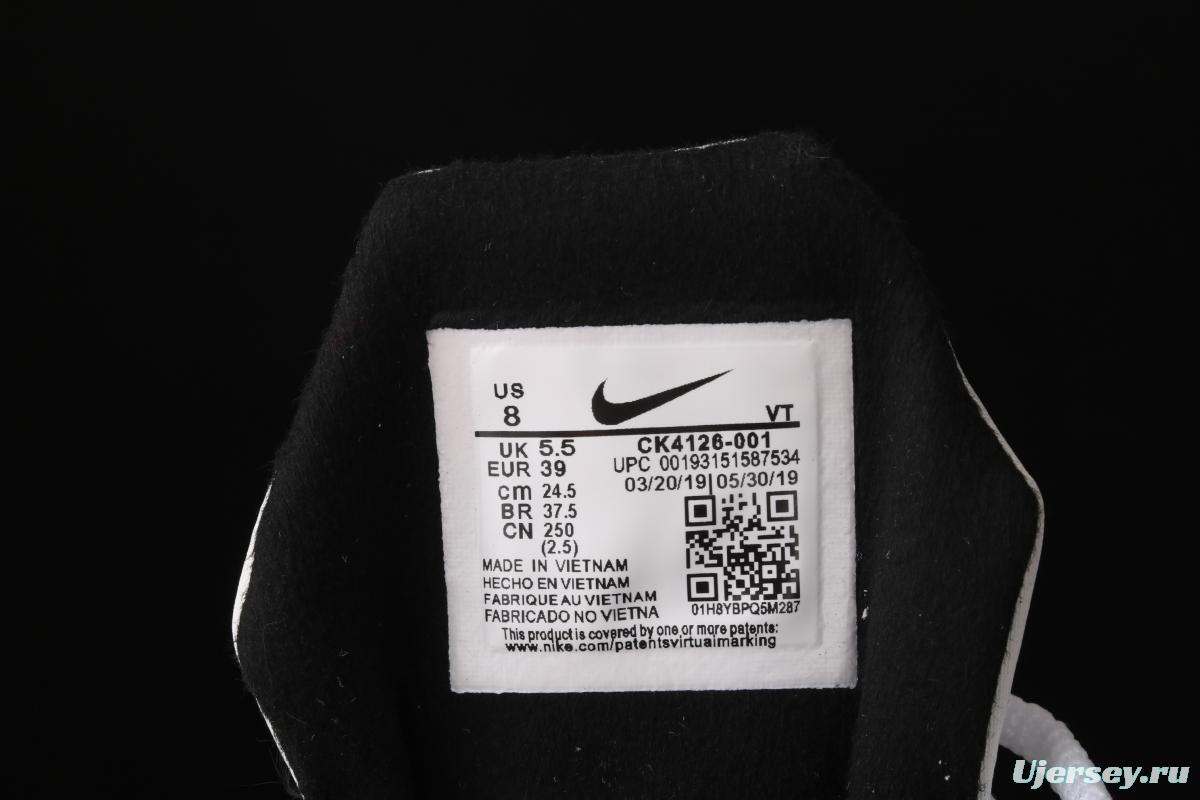 US
8
VT
UK 5.5
EUR 39
cm 24.5
BR 37.5
CN 250
(2.5)
CK4126-001
UPC 00193151587534
03/20/19|05/30/19
01H8YBPQ5M287
MADE IN VIETNAM
HECHO EN VIETNAM
FABRIQUE AU VIETNAM
FABRICADO NO VIETNA
This product is covered by one or more patents:
www.nike.com/patentsvirtualmarking
Ujersey.ru